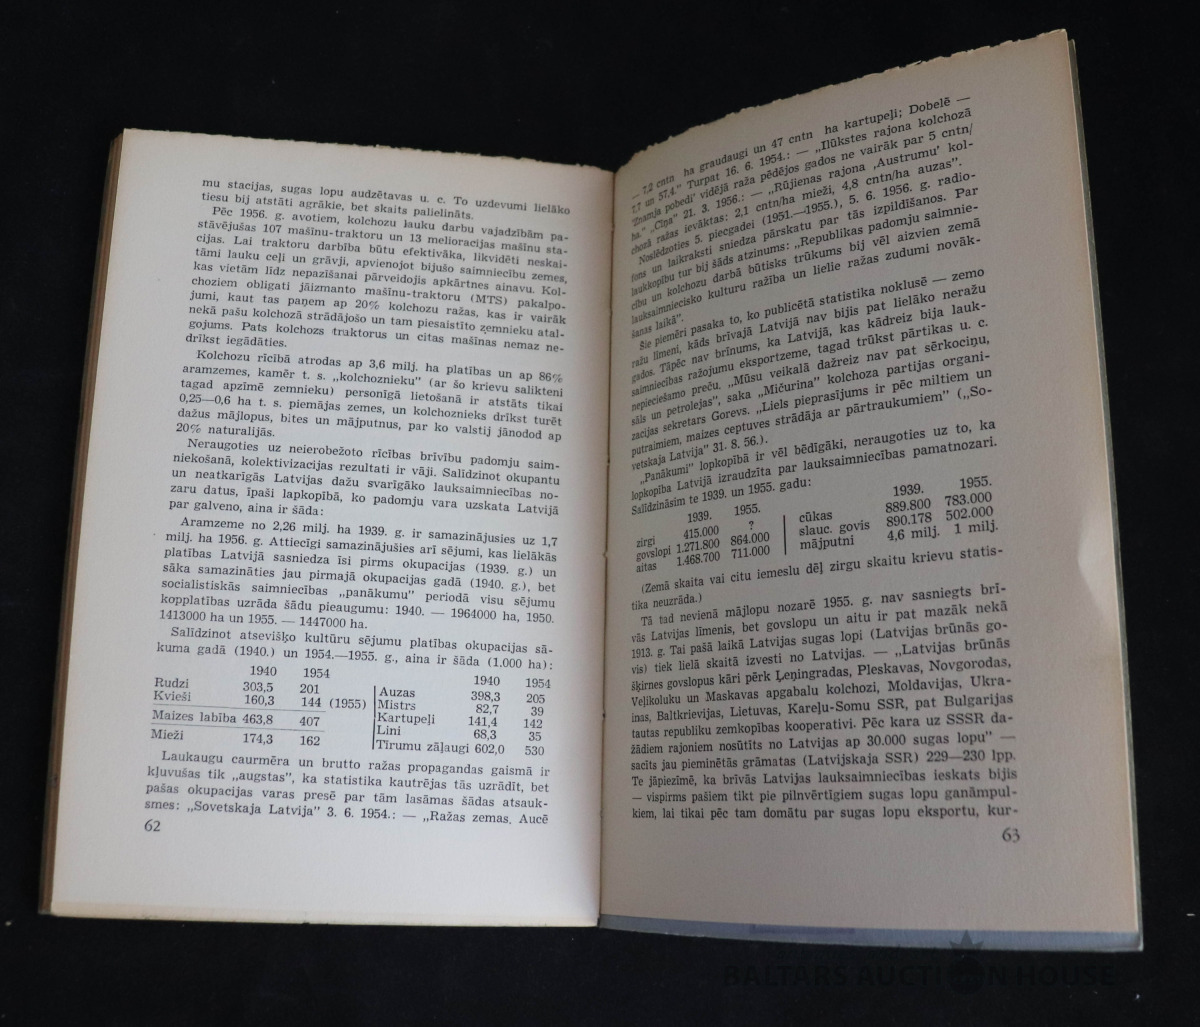 mu stacijas, sugas lopu audzētavas u. c. To uzdevumi lielāko
tiesu bij atstāti agrākie, bet skaits palielināts.
Pēc 1956. g. avotiem, kolchozu lauku darbu vajadzībām pa-
stāvējušas 107 mašīnu-traktoru un 13 melioracijas mašīnu sta-
cijas. Lai traktoru darbība būtu efektivāka, likvidēti neskai-
tāmi lauku ceļi un grāvji, apvienojot bijušo saimniecību zemes,
kas vietām līdz nepazīšanai pārveidojis apkārtnes ainavu. Kol-
choziem obligati jāizmanto mašīnu-traktoru (MTS) pakalpo-
jumi, kaut tas paņem ap 20% kolchozu ražas, kas ir vairāk
nekā pašu kolchozā strādājošo un tam piesaistīto zemnieku atal-
gojums. Pats kolchozs traktorus un citas mašīnas nemaz ne-
drīkst iegādāties.
Kolchozu rīcībā atrodas ap 3,6 milj. ha platības un ap 86%
aramzemes, kamēr t. s. „kolchoznieku" (ar šo krievu salikteni
tagad apzīmē zemnieku) personīgā lietošanā ir atstāts tikai
0,25—0,6 ha t. s. piemājas zemes, un kolchoznieks drīkst turēt
dažus mājlopus, bites un mājputnus, par ko valstij jānodod ap
20% naturalijās.
Neraugoties uz neierobežoto rīcības brīvību padomju saim-
niekošanā, kolektivizacijas rezultati ir vāji. Salīdzinot okupantu
un neatkarīgās Latvijas dažu svarīgāko lauksaimniecības no-
zaru datus, īpaši lapkopībā, ko padomju vara uzskata Latvijā
par galveno, aina ir šāda:
Aramzeme no 2,26 milj. ha 1939. g. ir samazinājusies uz 1,7
milj. ha 1956. g. Attiecīgi samazinājušies arī sējumi, kas lielākās
platības Latvijā sasniedza īsi pirms okupacijas (1939. g.) un
sāka samazināties jau pirmajā okupacijas gadā (1940. g.), bet
socialistiskās saimniecības „panākumu" periodā visu sējumu
kopplatības uzrāda šādu pieaugumu: 1940. — 1964000 ha, 1950.
1413000 ha un 1955. — 1447000 ha.
Salīdzinot atsevišķo kultūru sējumu platības okupacijas sā-
kuma gadā (1940.) un 1954.—1955. g., aina ir šāda (1.000 ha):
1940 1954
Rudzi 303,5 201
Kvieši 160,3 144 (1955)
Maizes labība 463,8 407
Mieži 174,3 162
1940 1954
Auzas 398,3 205
Mistrs 82,7 39
Kartupeļi 141,4 142
Lini 68,3 35
Tīrumu zāļaugi 602,0 530
Laukaugu caurmēra un brutto ražas propagandas gaismā ir
kļuvušas tik „augstas", ka statistika kautrējas tās uzrādīt, bet
pašas okupacijas varas presē par tām lasāmas šādas atsauk-
smes: „Sovetskaja Latvija" 3. 6. 1954.: — „Ražas zemas. Aucē
62
— 7,2 cntn ha graudaugi un 47 cntn ha kartupeļi; Dobelē —
7,7 un 57,4." Turpat 16. 6. 1954.: — „Ilūkstes rajona kolchozā
'Znamja pobedi' vidējā raža pēdējos gados ne vairāk par 5 cntn/
ha." „Cīņa" 21. 3. 1956.: — „Rūjienas rajona ‚Austrumu' kol-
chozā ražas ievāktas: 2,1 cntn/ha mieži, 4,8 cntn/ha auzas".
Noslēdzoties 5. piecgadei (1951.—1955.), 5. 6. 1956. g. radio-
fons un laikraksti sniedza pārskatu par tās izpildīšanos. Par
laukkopību tur bij šāds atzinums: „Republikas padomju saimnie-
cību un kolchozu darbā būtisks trūkums bij vēl aizvien zemā
lauksaimniecisko kulturu ražība un lielie ražas zudumi novāk-
šanas laikā".
Šie piemēri pasaka to, ko publicētā statistika noklusē — zemo
ražu līmeni, kāds brīvajā Latvijā nav bijis pat lielāko neražu
gados. Tāpēc nav brīnums, ka Latvijā, kas kādreiz bija lauk-
saimniecības ražojumu eksportzeme, tagad trūkst pārtikas u. c.
nepieciešamo preču. „Mūsu veikalā dažreiz nav pat sērkociņu,
sāls un petrolejas", saka „Mičurina" kolchoza partijas organi-
zacijas sekretars Gorevs. „Liels pieprasījums ir pēc miltiem un
putraimiem, maizes ceptuves strādāja ar pārtraukumiem" („So-
vetskaja Latvija" 31. 8. 56.).
„Panākumi" lopkopībā ir vēl bēdīgāki, neraugoties uz to, ka
lopkopība Latvijā izraudzīta par lauksaimniecības pamatnozari.
Salīdzināsim te 1939. un 1955. gadu:
1939. 1955.
zirgi 415.000 ?
govslopi 1.271.800 864.000
aitas 1.468.700 711.000
1939. 1955.
cūkas 889.800 783.000
slauc. govis 890.178 502.000
mājputni 4,6 milj. 1 milj.
(Zemā skaita vai citu iemeslu dēļ zirgu skaitu krievu statis-
tika neuzrāda.)
Tā tad nevienā mājlopu nozarē 1955. g. nav sasniegts brī-
vās Latvijas līmenis, bet govslopu un aitu ir pat mazāk nekā
1913. g. Tai pašā laikā Latvijas sugas lopi (Latvijas brūnās go-
vis) tiek lielā skaitā izvesti no Latvijas. — „Latvijas brūnās
šķirnes govslopus kāri pērk Ļeņingradas, Pleskavas, Novgorodas,
Veļikoluku un Maskavas apgabalu kolchozi, Moldavijas, Ukra-
inas, Baltkrievijas, Lietuvas, Kareļu-Somu SSR, pat Bulgarijas
tautas republiku zemkopības kooperativi. Pēc kara uz SSSR da-
žādiem rajoniem nosūtīts no Latvijas ap 30.000 sugas lopu" —
sacīts jau pieminētās grāmatas (Latvijskaja SSR) 229—230 lpp.
Te jāpiezīmē, ka brīvās Latvijas lauksaimniecības ieskats bijis
— vispirms pašiem tikt pie pilnvērtīgiem sugas lopu ganāmpul-
kiem, lai tikai pēc tam domātu par sugas lopu eksportu, kur-
63
BALTARS AUCTION HOUSE